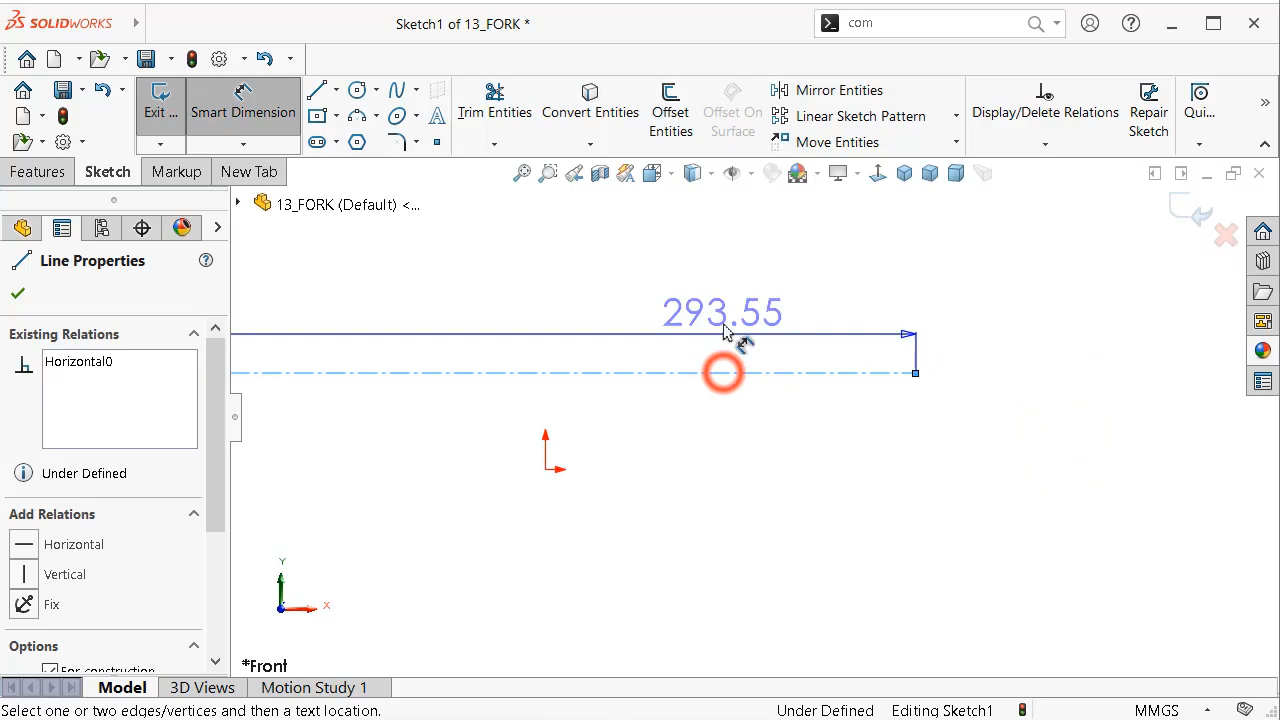 SOLIDWORKS
Sketch1 of 13_FORK *
com
Exit ...
Smart Dimension
Trim Entities
Convert Entities
Offset
Entities
Offset On
Surface
Mirror Entities
Linear Sketch Pattern
Move Entities
Display/Delete Relations
Repair
Sketch
Qui...
Features
Sketch
Markup
New Tab
13_FORK (Default) <...
Line Properties
Existing Relations
Horizontal0
Under Defined
Add Relations
Horizontal
Vertical
Fix
Options
For construction
293.55
Y
X
*Front
Model
3D Views
Motion Study 1
Select one or two edges/vertices and then a text location.
Under Defined
Editing Sketch1
MMGS